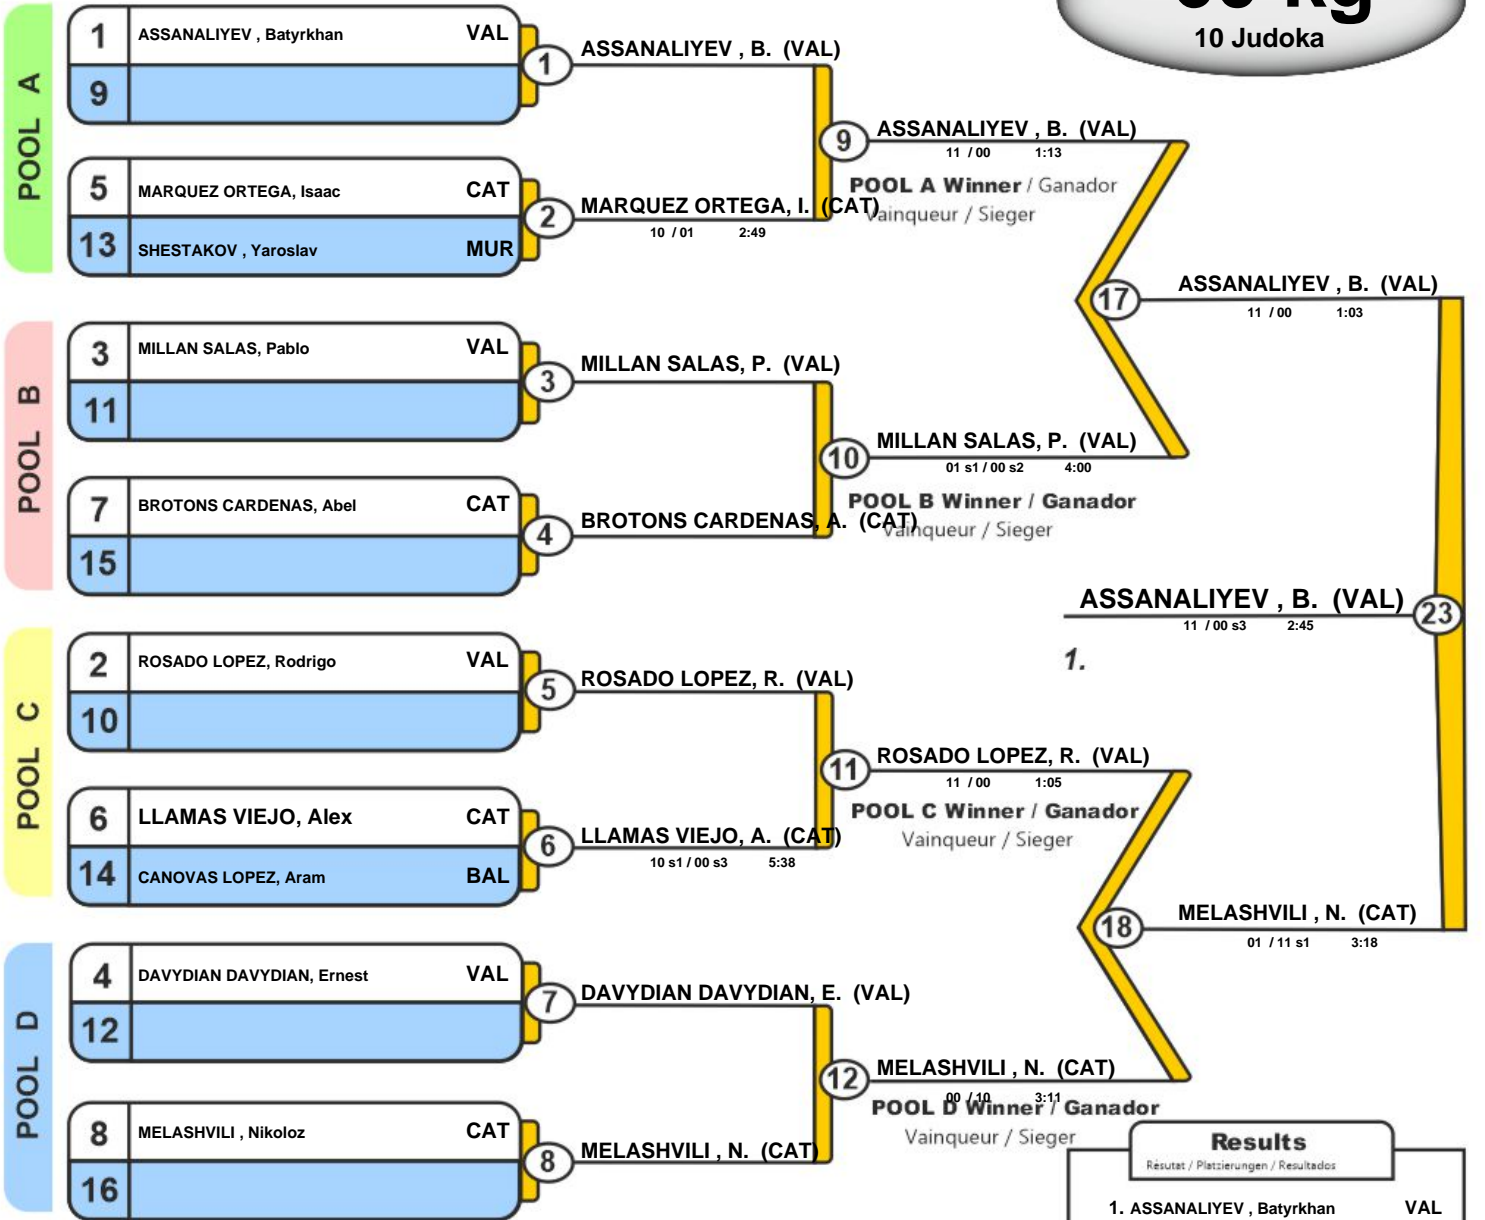 kg
10 Judoka
POOL A
1 ASSANALIYEV , Batyrkhan VAL
9
1
ASSANALIYEV , B. (VAL)
5 MARQUEZ ORTEGA, Isaac CAT
13 SHESTAKOV , Yaroslav MUR
2
MARQUEZ ORTEGA, I. (CAT)
10 / 01 2:49
9
ASSANALIYEV , B. (VAL)
11 / 00 1:13
POOL A Winner / Ganador
Vainqueur / Sieger
POOL B
3 MILLAN SALAS, Pablo VAL
11
3
MILLAN SALAS, P. (VAL)
7 BROTONS CARDENAS, Abel CAT
15
4
BROTONS CARDENAS, A. (CAT)
10
MILLAN SALAS, P. (VAL)
01 s1 / 00 s2 4:00
POOL B Winner / Ganador
Vainqueur / Sieger
17
ASSANALIYEV , B. (VAL)
11 / 00 1:03
ASSANALIYEV , B. (VAL)
23
11 / 00 s3 2:45
1.
POOL C
2 ROSADO LOPEZ, Rodrigo VAL
10
5
ROSADO LOPEZ, R. (VAL)
6 LLAMAS VIEJO, Alex CAT
14 CANOVAS LOPEZ, Aram BAL
6
LLAMAS VIEJO, A. (CAT)
10 s1 / 00 s3 5:38
11
ROSADO LOPEZ, R. (VAL)
11 / 00 1:05
POOL C Winner / Ganador
Vainqueur / Sieger
POOL D
4 DAVYDIAN DAVYDIAN, Ernest VAL
12
7
DAVYDIAN DAVYDIAN, E. (VAL)
8 MELASHVILI , Nikoloz CAT
16
8
MELASHVILI , N. (CAT)
12
MELASHVILI , N. (CAT)
00 / 10 3:11
POOL D Winner / Ganador
Vainqueur / Sieger
18
MELASHVILI , N. (CAT)
01 / 11 s1 3:18
Results
Résutat / Platzierungen / Resultados
1. ASSANALIYEV , Batyrkhan VAL